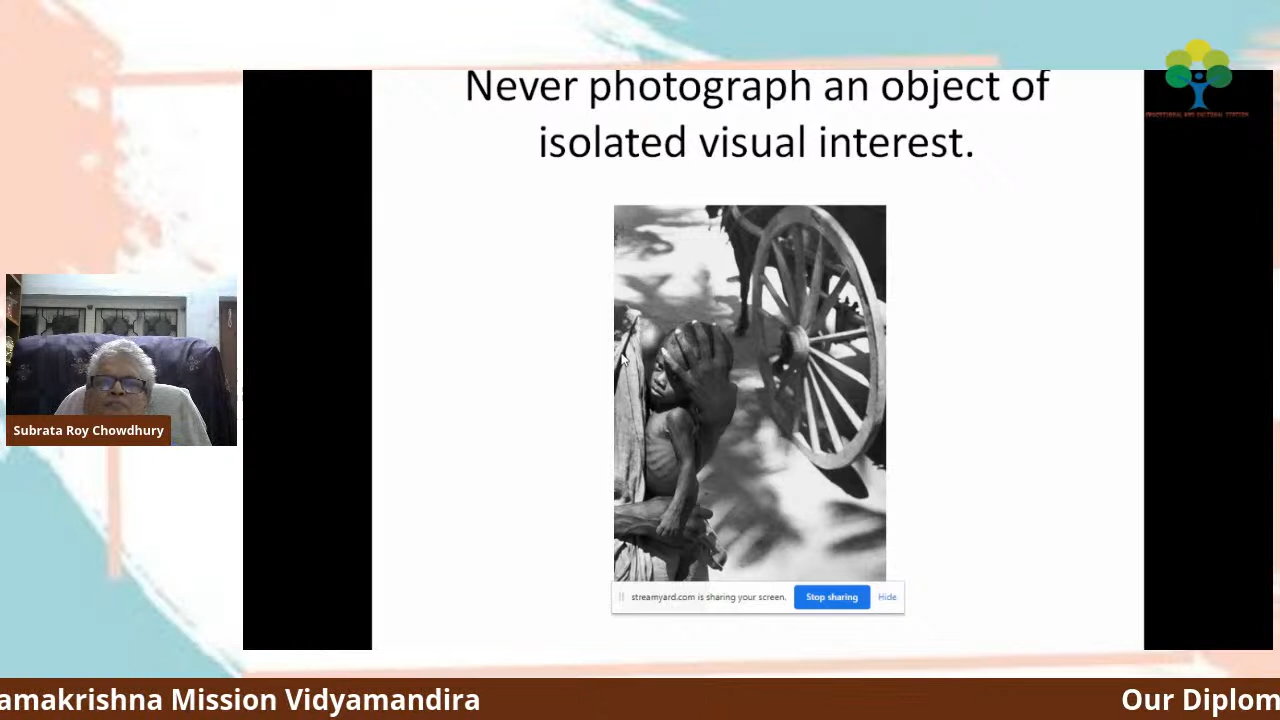 Never photograph an object of
isolated visual interest.
Subrata Roy Chowdhury
streamyard.com is sharing your screen.
Stop sharing
Hide
amakrishna Mission Vidyamandira
Our Diplom